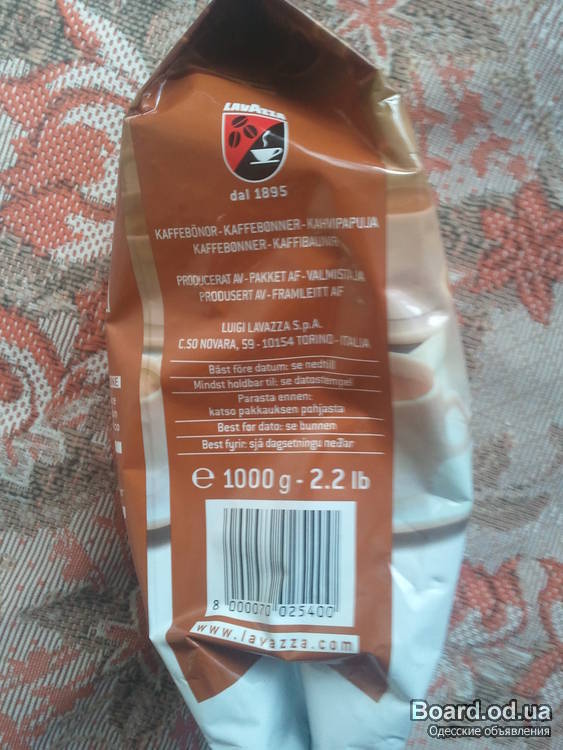 LAVAZZA
dal 1895
KAFFEBÖNOR - KAFFEBØNNER - KAHVIPAPUJA
KAFFEBØNNER - KAFFIBAUNIR
PRODUCERAT AV - PAKKET AF - VALMISTAJA
PRODUSERT AV - FRAMLEITT AF
LUIGI LAVAZZA S.p.A.
C.SO NOVARA, 59 - 10154 TORINO - ITALIA
Bäst före datum: se nedtill
Mindst holdbar til: se datostempel
Parasta ennen:
katso pakkauksen pohjasta
Best før dato: se bunnen
Best fyrir: sjá dagsetningu neðar
e 1000 g - 2.2 lb
8 000070 025400
www.lavazza.com
Board.od.ua
Одесские объявления